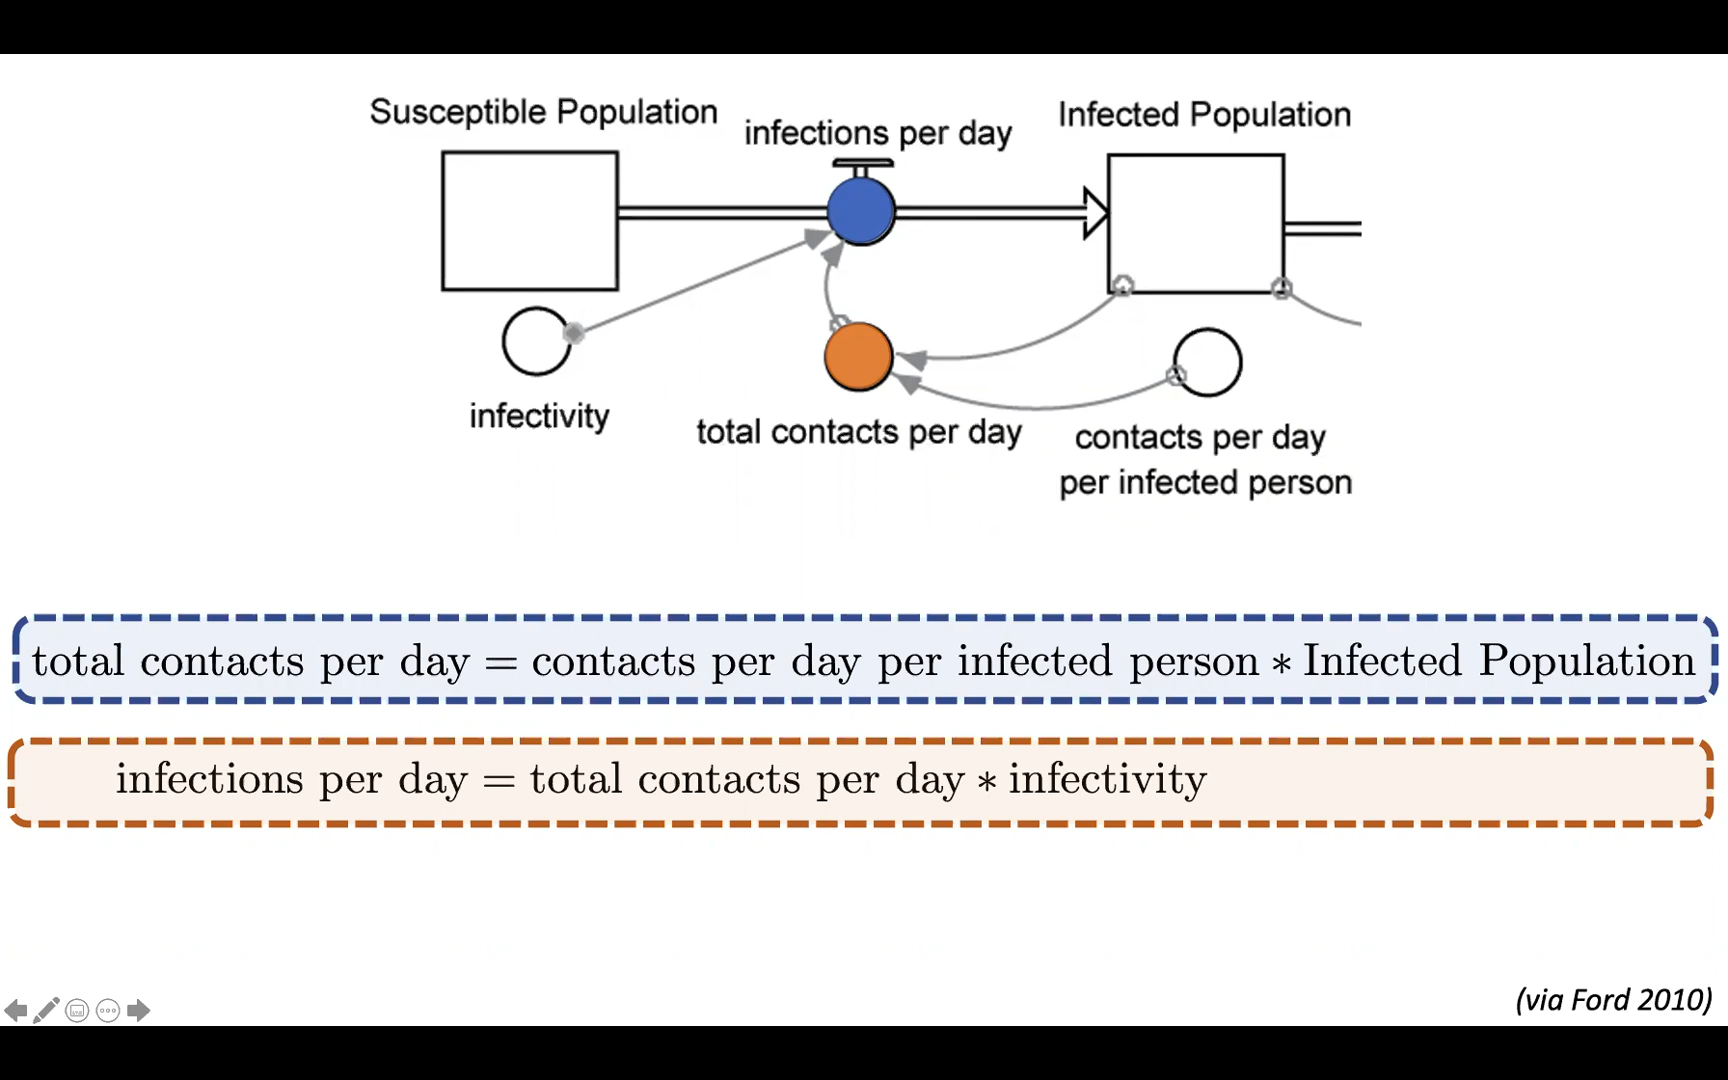 Susceptible Population
infections per day
Infected Population
infectivity
total contacts per day
contacts per day
per infected person
total contacts per day = contacts per day per infected person ∗ Infected Population
infections per day = total contacts per day ∗ infectivity
(via Ford 2010)